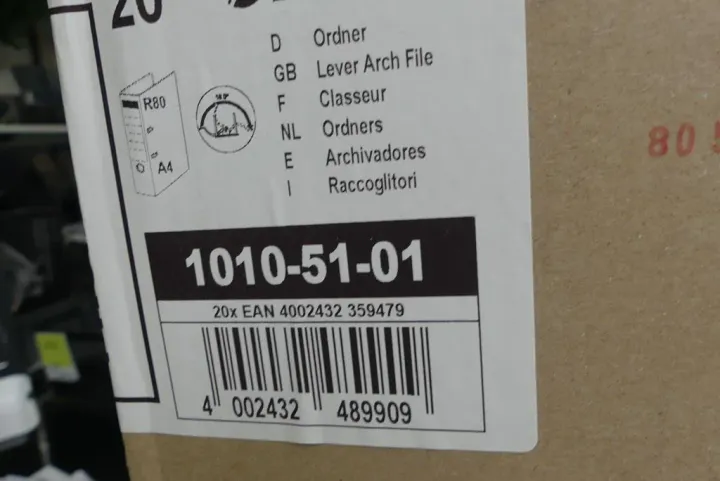 20
D Ordner
GB Lever Arch File
F Classeur
NL Ordners
E Archivadores
I Raccoglitori
R80
A4
80
1010-51-01
20x EAN 4002432 359479
4 002432 489909